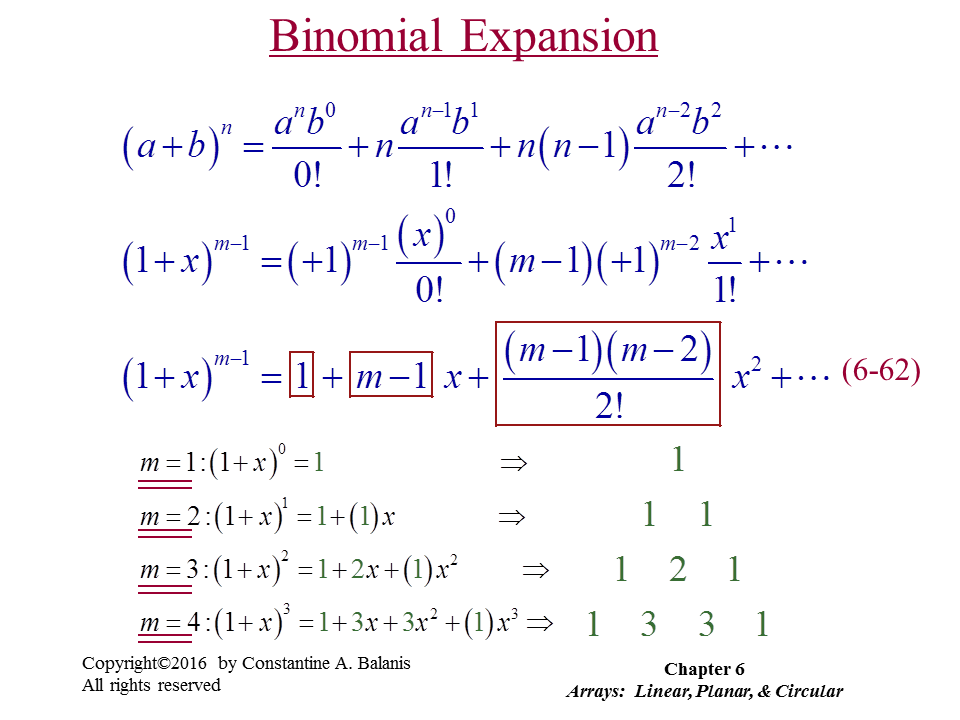 Binomial Expansion
(a + b)^n = a^n b^0 / 0! + n a^(n−1) b^1 / 1! + n(n − 1) a^(n−2) b^2 / 2! + ⋯
(1 + x)^(m−1) = (+1)^(m−1) (x)^0 / 0! + (m − 1)(+1)^(m−2) x^1 / 1! + ⋯
(1 + x)^(m−1) = 1 + m − 1 x + (m − 1)(m − 2) / 2! x^2 + ⋯ (6-62)
m = 1 : (1 + x)^0 = 1 ⇒ 1
m = 2 : (1 + x)^1 = 1 + (1) x ⇒ 1 1
m = 3 : (1 + x)^2 = 1 + 2x + (1) x^2 ⇒ 1 2 1
m = 4 : (1 + x)^3 = 1 + 3x + 3x^2 + (1) x^3 ⇒ 1 3 3 1
Copyright©2016 by Constantine A. Balanis
All rights reserved
Chapter 6
Arrays: Linear, Planar, & Circular